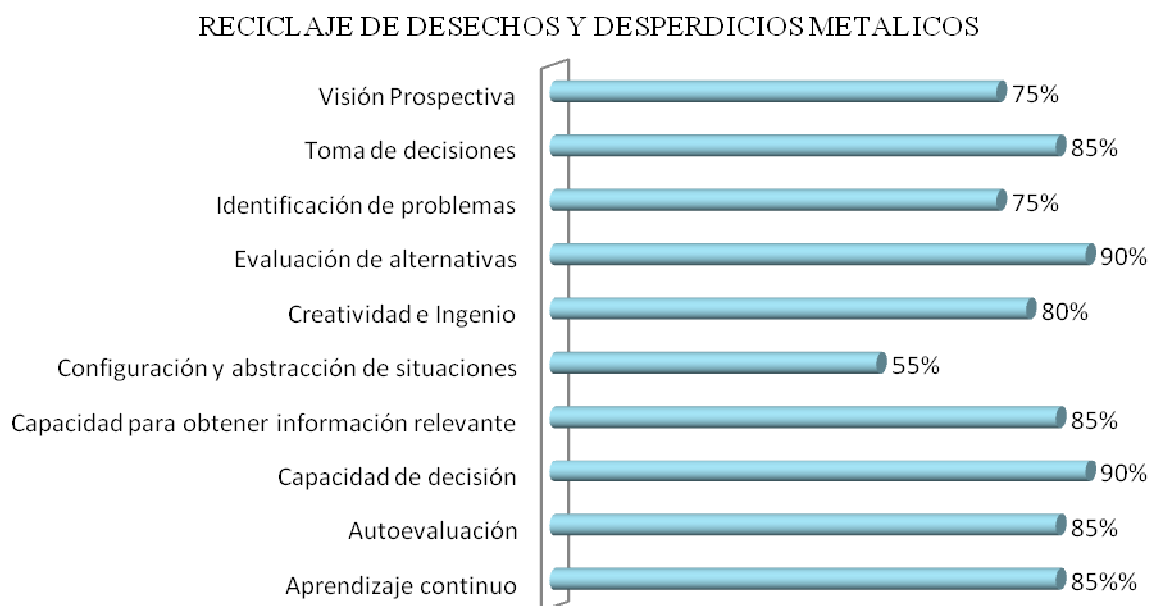 RECICLAJE DE DESECHOS Y DESPERDICIOS METALICOS
Visión Prospectiva 75%
Toma de decisiones 85%
Identificación de problemas 75%
Evaluación de alternativas 90%
Creatividad e Ingenio 80%
Configuración y abstracción de situaciones 55%
Capacidad para obtener información relevante 85%
Capacidad de decisión 90%
Autoevaluación 85%
Aprendizaje continuo 85%%